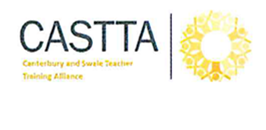 CASTTA
Canterbury and Swale Teacher
Training Alliance